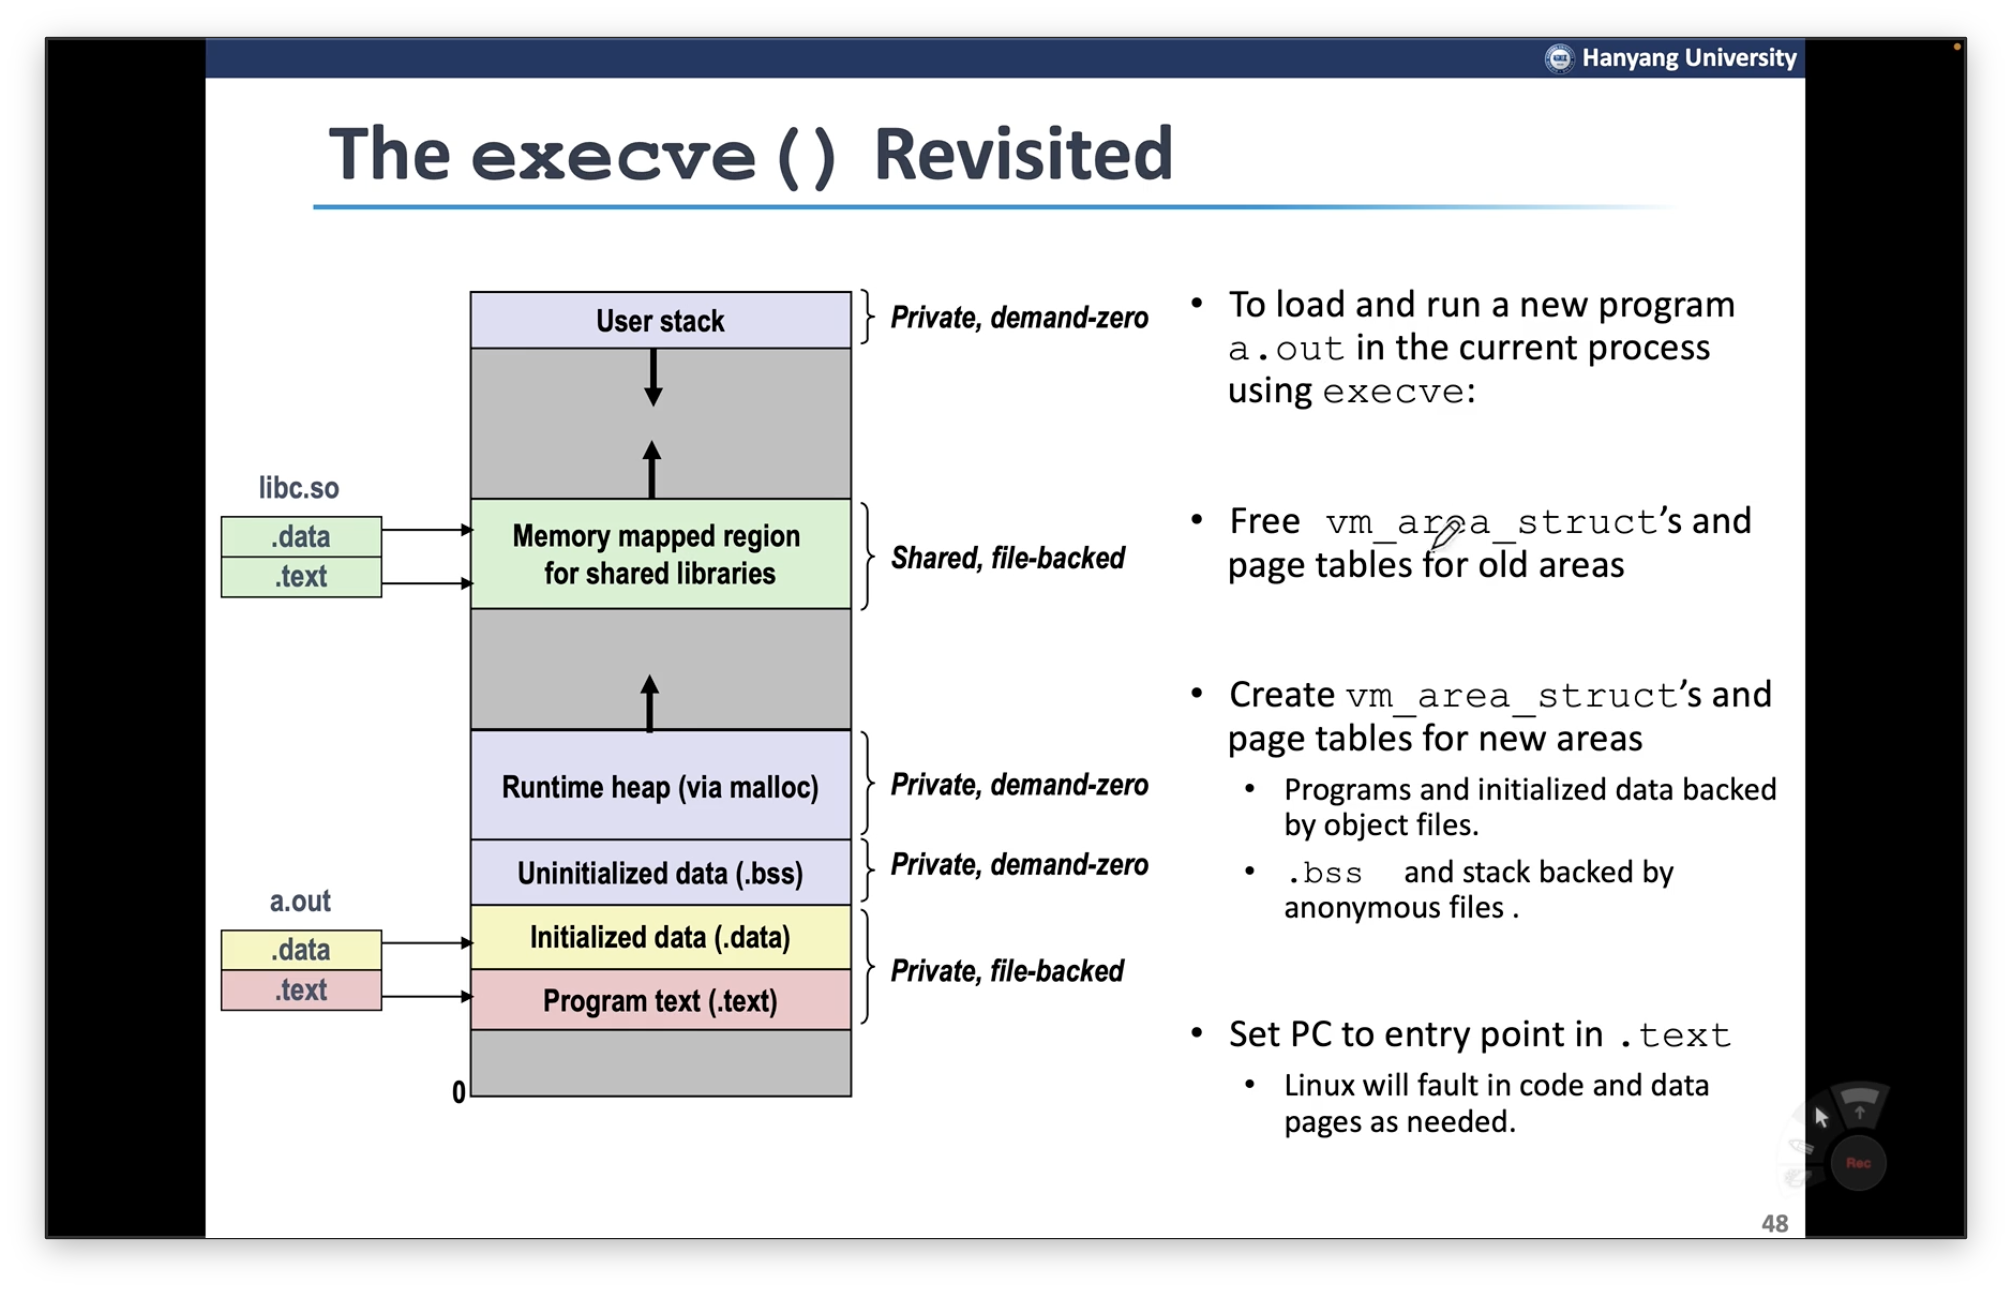 Hanyang University
The execve() Revisited
User stack
Private, demand-zero
libc.so
.data
.text
Memory mapped region
for shared libraries
Shared, file-backed
Runtime heap (via malloc)
Private, demand-zero
Uninitialized data (.bss)
Private, demand-zero
a.out
.data
.text
Initialized data (.data)
Program text (.text)
Private, file-backed
0
• To load and run a new program
a.out in the current process
using execve:
• Free vm_area_struct's and
page tables for old areas
• Create vm_area_struct's and
page tables for new areas
• Programs and initialized data backed
by object files.
• .bss and stack backed by
anonymous files .
• Set PC to entry point in .text
• Linux will fault in code and data
pages as needed.
Rec
48